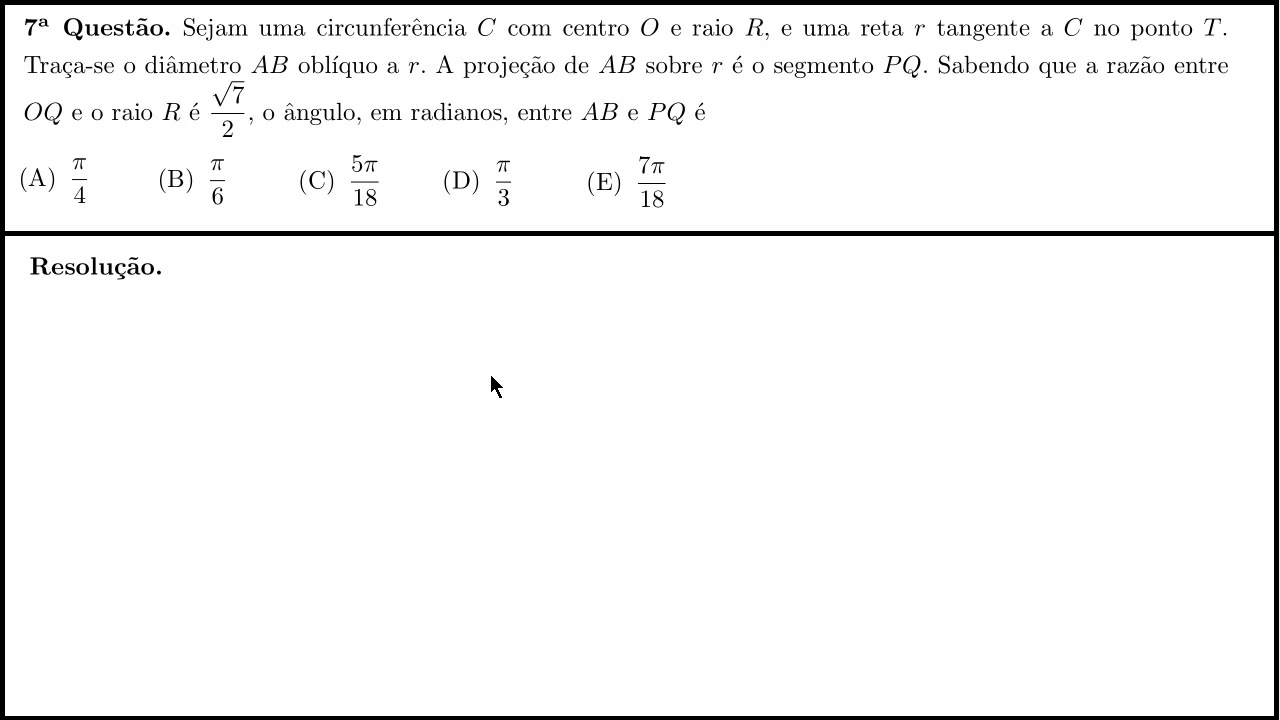 7ª Questão. Sejam uma circunferência C com centro O e raio R, e uma reta r tangente a C no ponto T.
Traça-se o diâmetro AB oblíquo a r. A projeção de AB sobre r é o segmento PQ. Sabendo que a razão entre
OQ e o raio R é √7/2, o ângulo, em radianos, entre AB e PQ é
(A) π/4 (B) π/6 (C) 5π/18 (D) π/3 (E) 7π/18
Resolução.